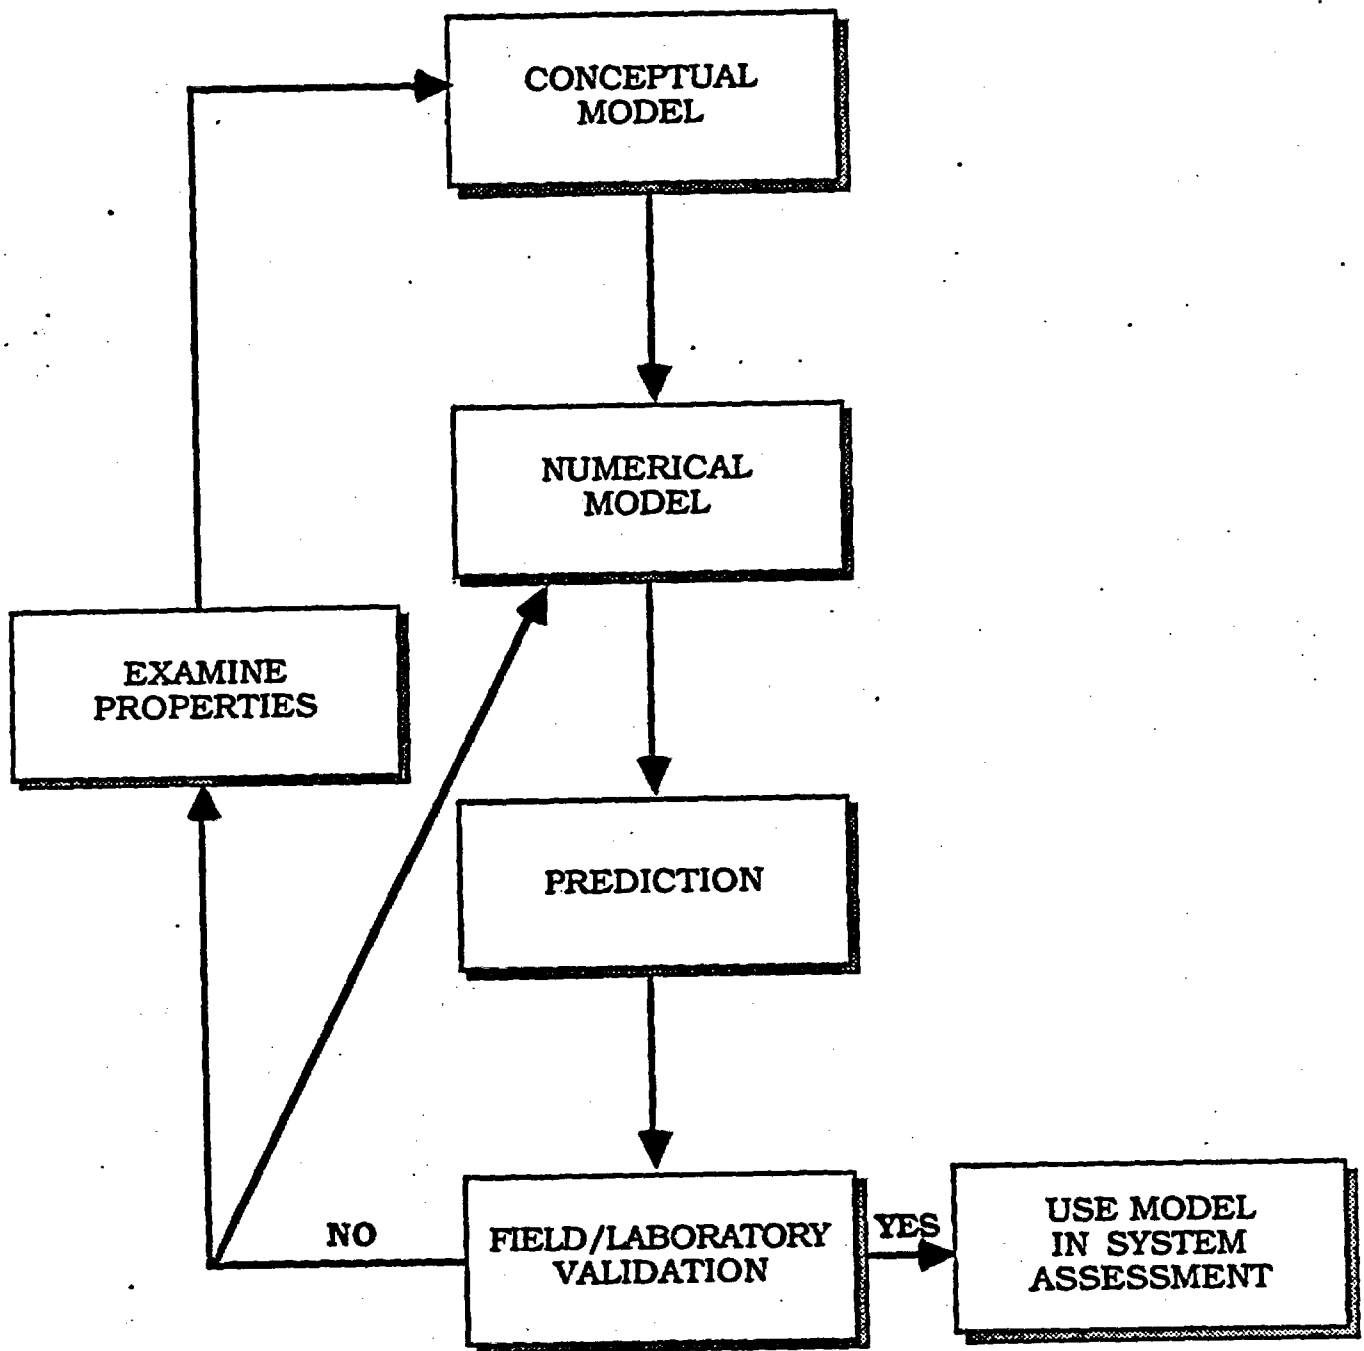 CONCEPTUAL
MODEL
NUMERICAL
MODEL
EXAMINE
PROPERTIES
PREDICTION
NO
FIELD/LABORATORY
VALIDATION
YES
USE MODEL
IN SYSTEM
ASSESSMENT